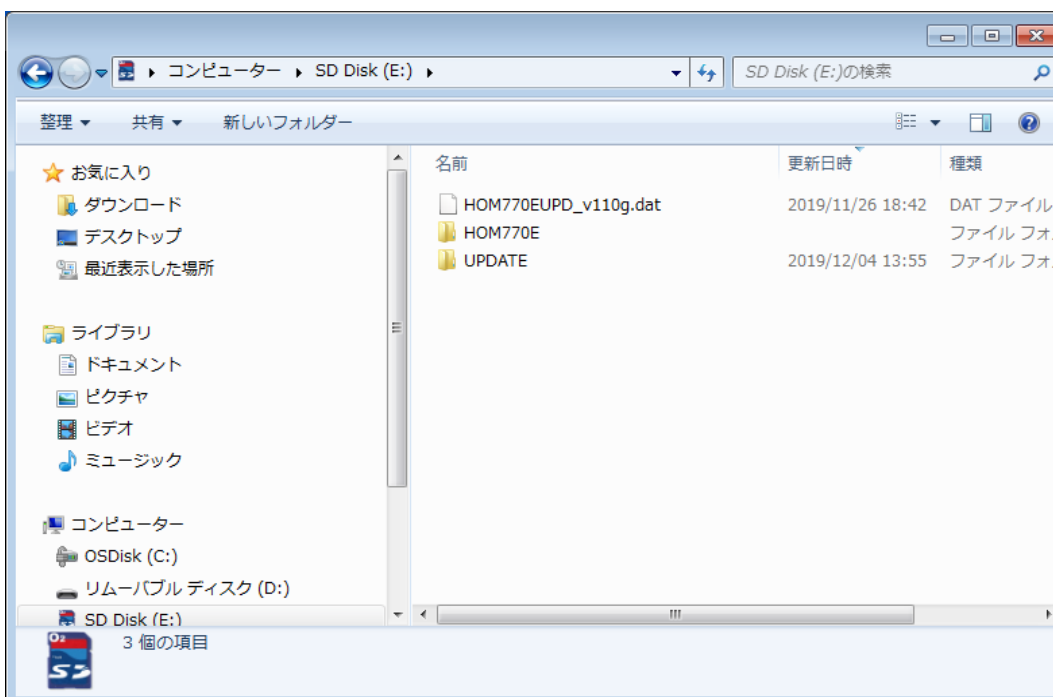 コンピューター ▸ SD Disk (E:) ▸
SD Disk (E:)の検索
整理 共有 新しいフォルダー
お気に入り
ダウンロード
デスクトップ
最近表示した場所
ライブラリ
ドキュメント
ピクチャ
ビデオ
ミュージック
コンピューター
OSDisk (C:)
リムーバブル ディスク (D:)
SD Disk (E:)
名前 更新日時 種類
HOM770EUPD_v110g.dat 2019/11/26 18:42 DAT ファイル
HOM770E ファイル フォ
UPDATE 2019/12/04 13:55 ファイル フォ
3 個の項目
O2
SD